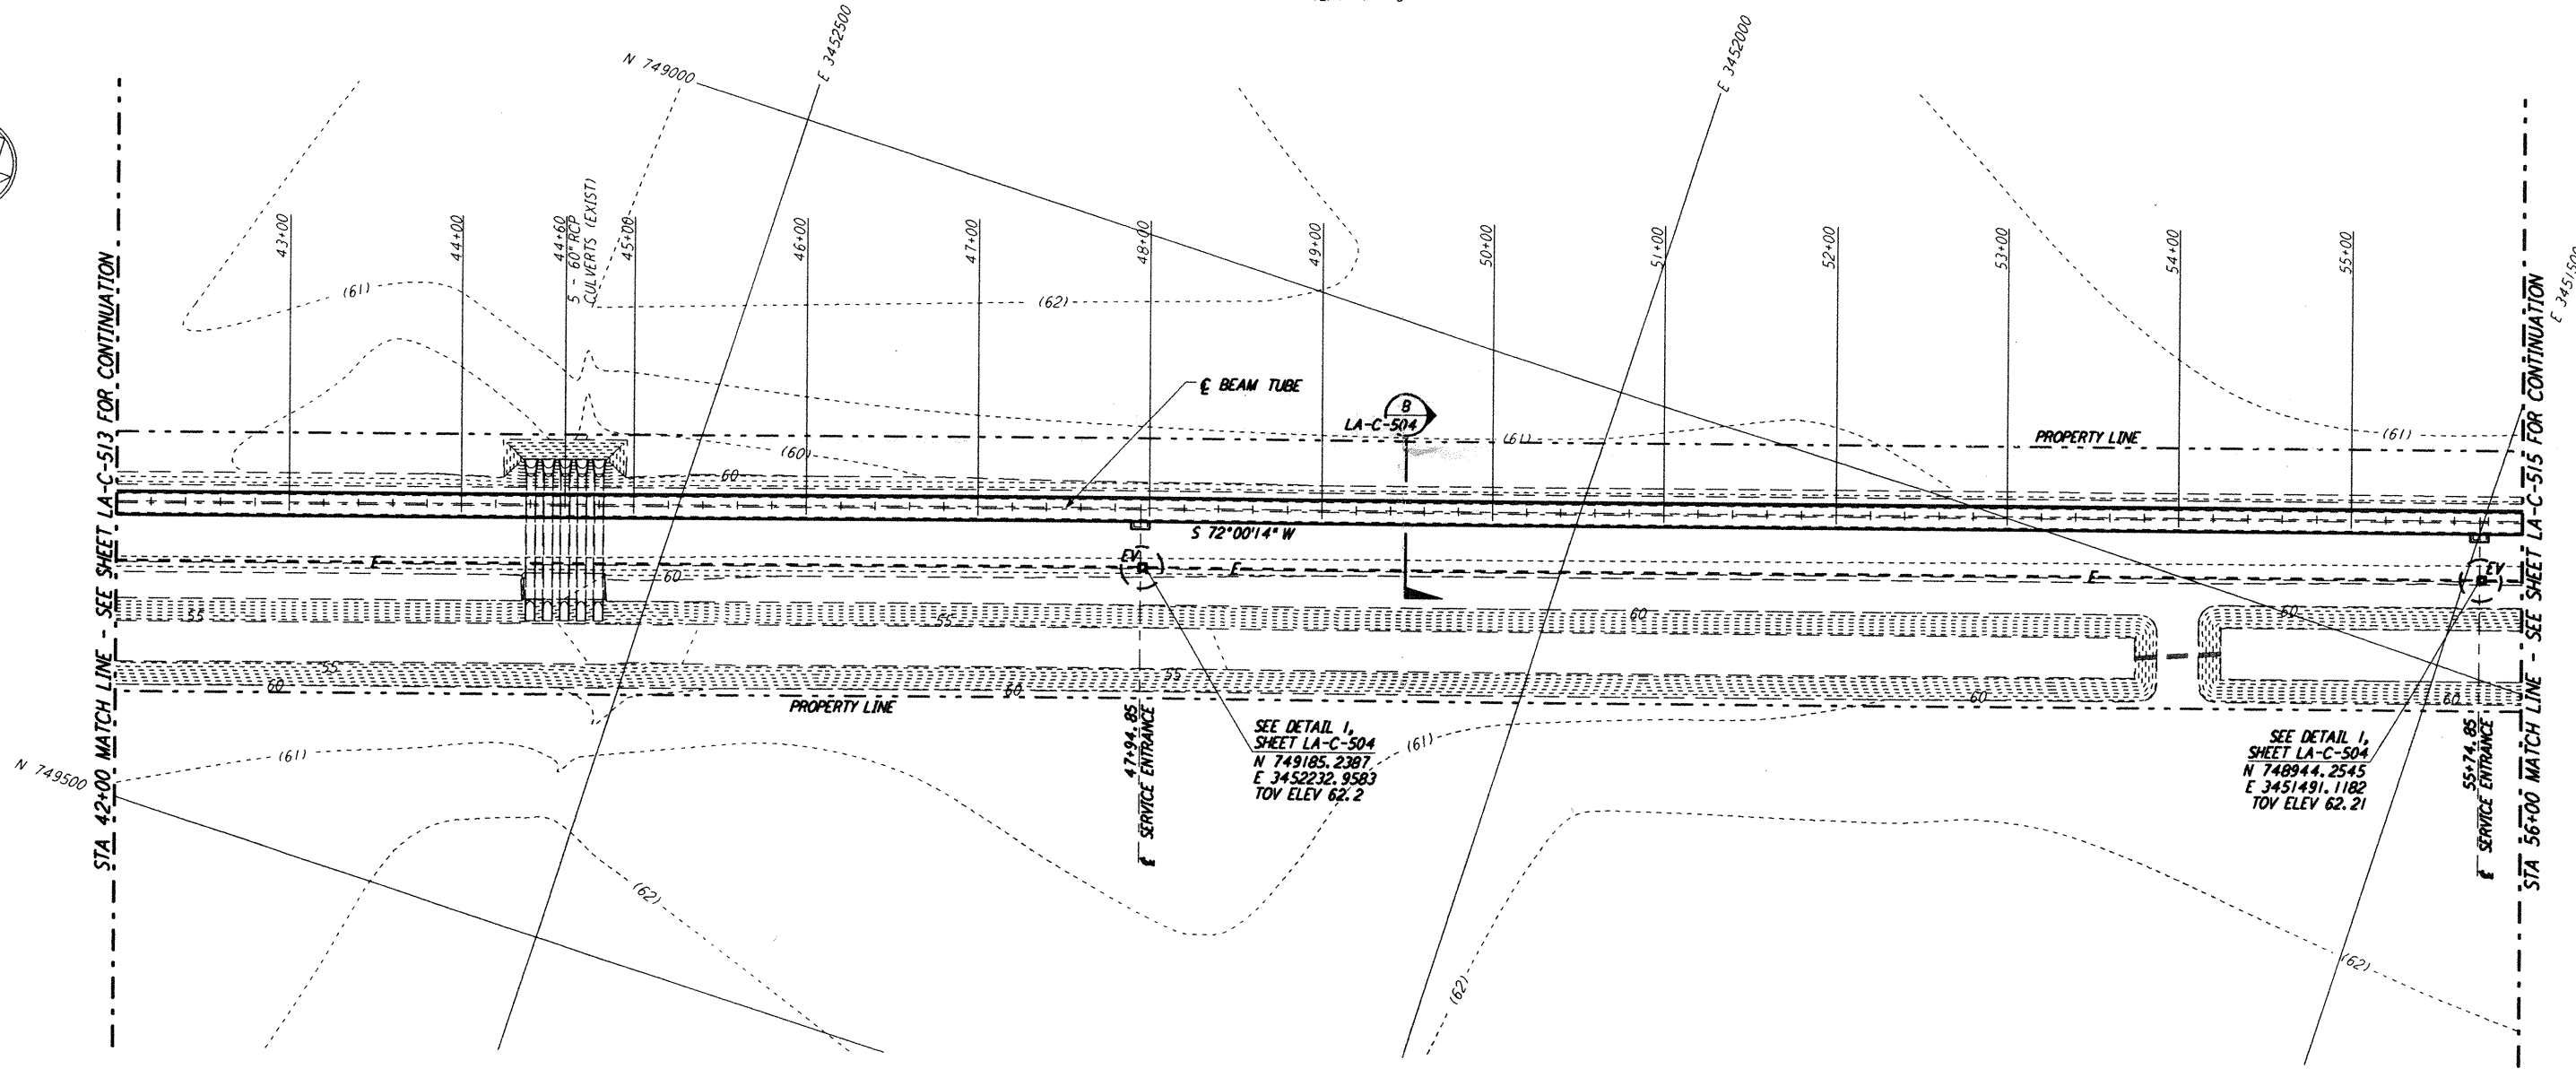 N 749000
E 3452500
E 3452000
E 3451500
43+00
44+00
44+60
5 - 60" RCP
CULVERTS (EXIST)
45+00
46+00
47+00
48+00
49+00
50+00
51+00
52+00
53+00
54+00
55+00
(61)
(62)
℄ BEAM TUBE
B
LA-C-504
(61)
PROPERTY LINE
(61)
(60)
60
S 72°00'14" W
E
60
EV
E
E
EV
55
55
60
60
55
60
55
60
60
60
PROPERTY LINE
STA 42+00 MATCH LINE - SEE SHEET LA-C-513 FOR CONTINUATION
STA 56+00 MATCH LINE - SEE SHEET LA-C-515 FOR CONTINUATION
47+94.85
℄ SERVICE ENTRANCE
SEE DETAIL 1,
SHEET LA-C-504
N 749185.2387
E 3452232.9583
TOV ELEV 62.2
(61)
SEE DETAIL 1,
SHEET LA-C-504
N 748944.2545
E 3451491.1182
TOV ELEV 62.21
55+74.85
℄ SERVICE ENTRANCE
N 749500
(61)
(62)
(62)
(62)